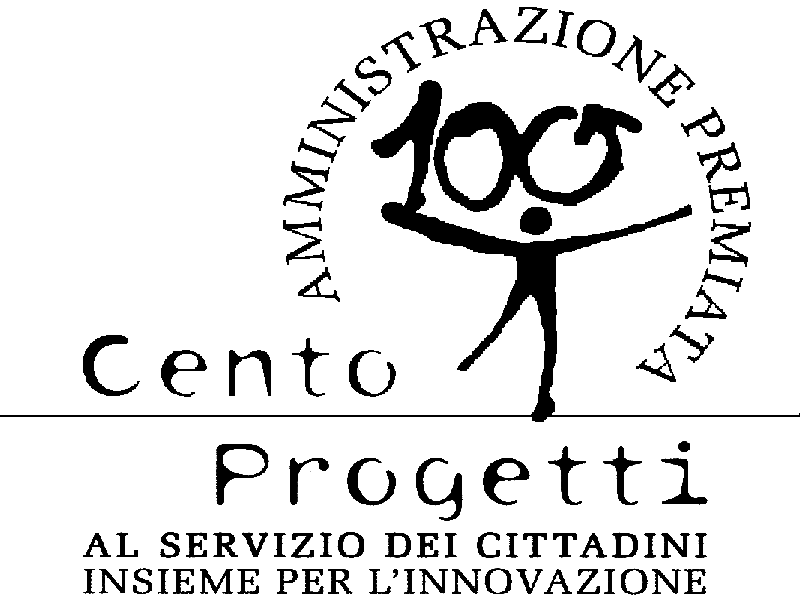 AMMINISTRAZIONE PREMIATA
100
Cento
Progetti
AL SERVIZIO DEI CITTADINI
INSIEME PER L'INNOVAZIONE